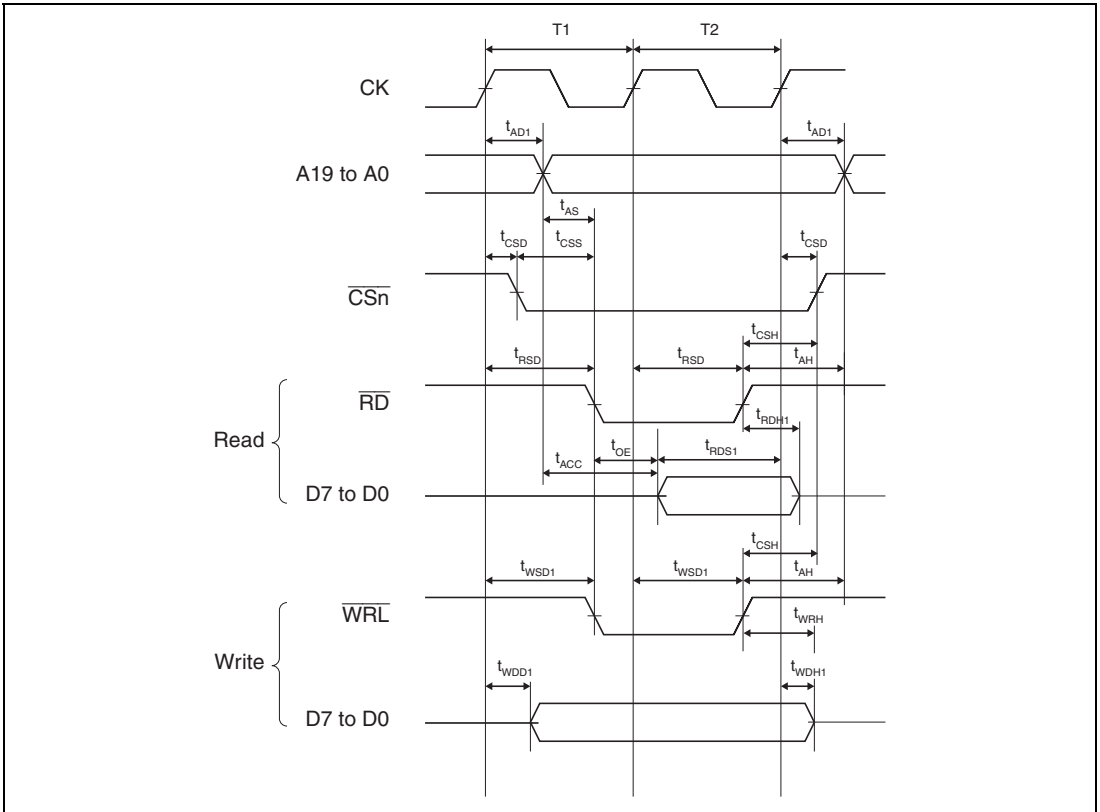 T1 T2
CK
tAD1 tAD1
A19 to A0
tAS
tCSD tCSS tCSD
CSn
tCSH
tRSD tRSD tAH
RD
tRDH1
Read
tOE tRDS1
tACC
D7 to D0
tCSH
tWSD1 tWSD1 tAH
WRL
tWRH
Write
tWDD1 tWDH1
D7 to D0